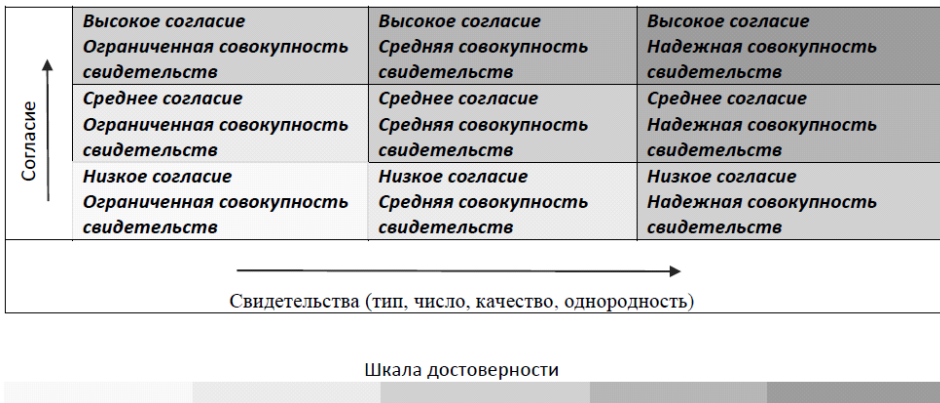 Высокое согласие
Ограниченная совокупность
свидетельств
Высокое согласие
Средняя совокупность
свидетельств
Высокое согласие
Надежная совокупность
свидетельств
Согласие
Среднее согласие
Ограниченная совокупность
свидетельств
Среднее согласие
Средняя совокупность
свидетельств
Среднее согласие
Надежная совокупность
свидетельств
Низкое согласие
Ограниченная совокупность
свидетельств
Низкое согласие
Средняя совокупность
свидетельств
Низкое согласие
Надежная совокупность
свидетельств
Свидетельства (тип, число, качество, однородность)
Шкала достоверности